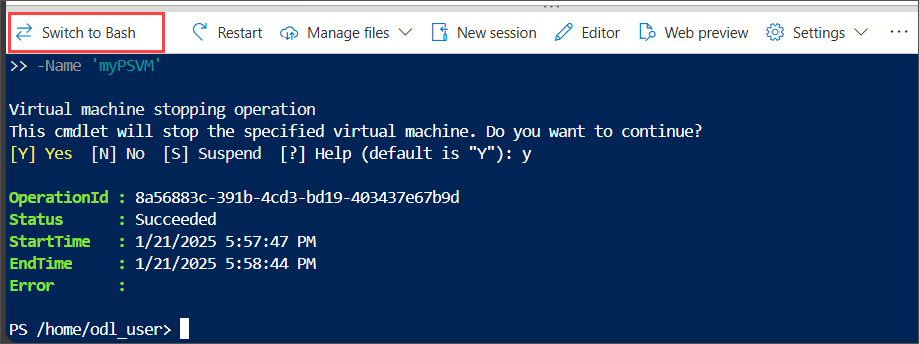 Switch to Bash Restart Manage files New session Editor Web preview Settings ...
>> -Name 'myPSVM'
Virtual machine stopping operation
This cmdlet will stop the specified virtual machine. Do you want to continue?
[Y] Yes  [N] No  [S] Suspend  [?] Help (default is "Y"): y
OperationId : 8a56883c-391b-4cd3-bd19-403437e67b9d
Status      : Succeeded
StartTime   : 1/21/2025 5:57:47 PM
EndTime     : 1/21/2025 5:58:44 PM
Error       :
PS /home/odl_user>